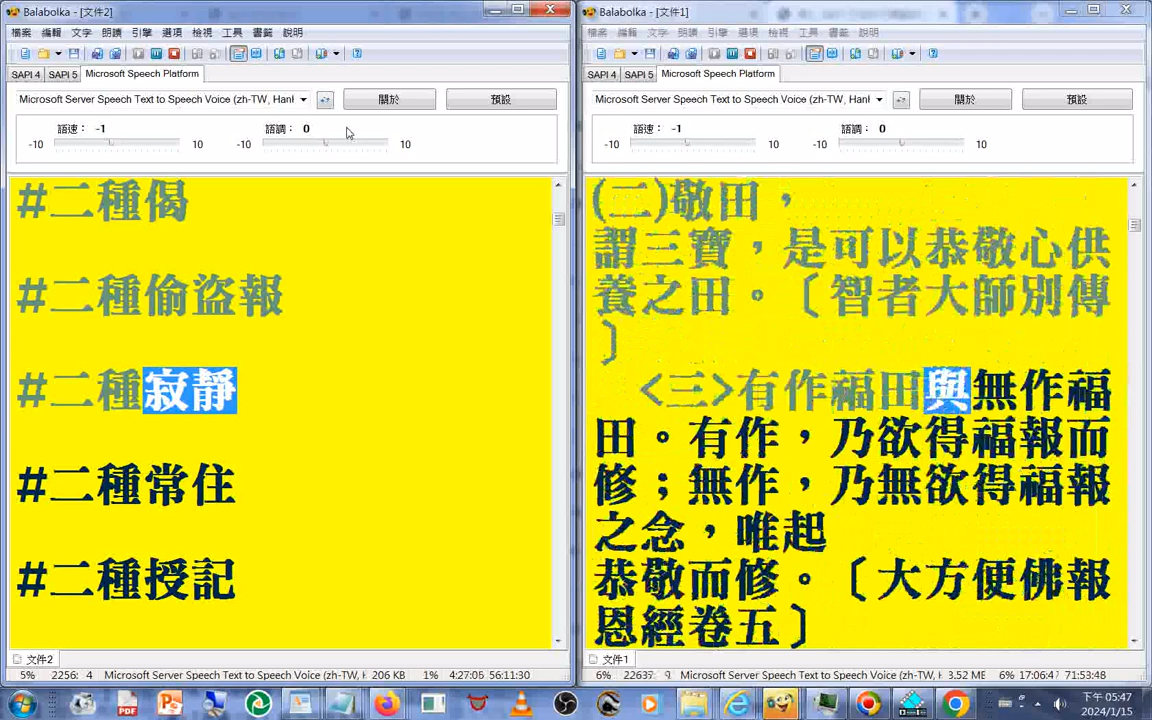 Balabolka - [文件2]
檔案 編輯 文字 朗讀 引擎 選項 檢視 工具 書籤 說明
SAPI 4 SAPI 5 Microsoft Speech Platform
Microsoft Server Speech Text to Speech Voice (zh-TW, Hanl
關於 預設
語速： -1 語調： 0
-10 10 -10 10
#二種偈
#二種偷盜報
#二種寂靜
#二種常住
#二種授記
文件2
5% 2256: 4 Microsoft Server Speech Text to Speech Voice (zh-TW, Ha 206 KB 1% 4:27:05 56:11:30
Balabolka - [文件1]
檔案 編輯 文字 朗讀 引擎 選項 檢視 工具 書籤 說明
SAPI 4 SAPI 5 Microsoft Speech Platform
Microsoft Server Speech Text to Speech Voice (zh-TW, Hanl
關於 預設
語速： -1 語調： 0
-10 10 -10 10
(二)敬田，
謂三寶，是可以恭敬心供
養之田。〔智者大師別傳
〕
<三>有作福田與無作福
田。有作，乃欲得福報而
修；無作，乃無欲得福報
之念，唯起
恭敬而修。〔大方便佛報
恩經卷五〕
文件1
6% 22637: 9 Microsoft Server Speech Text to Speech Voice (zh-TW, Ha 3.52 MB 6% 17:06:47 71:53:48
PDF
下午 05:47
2024/1/15